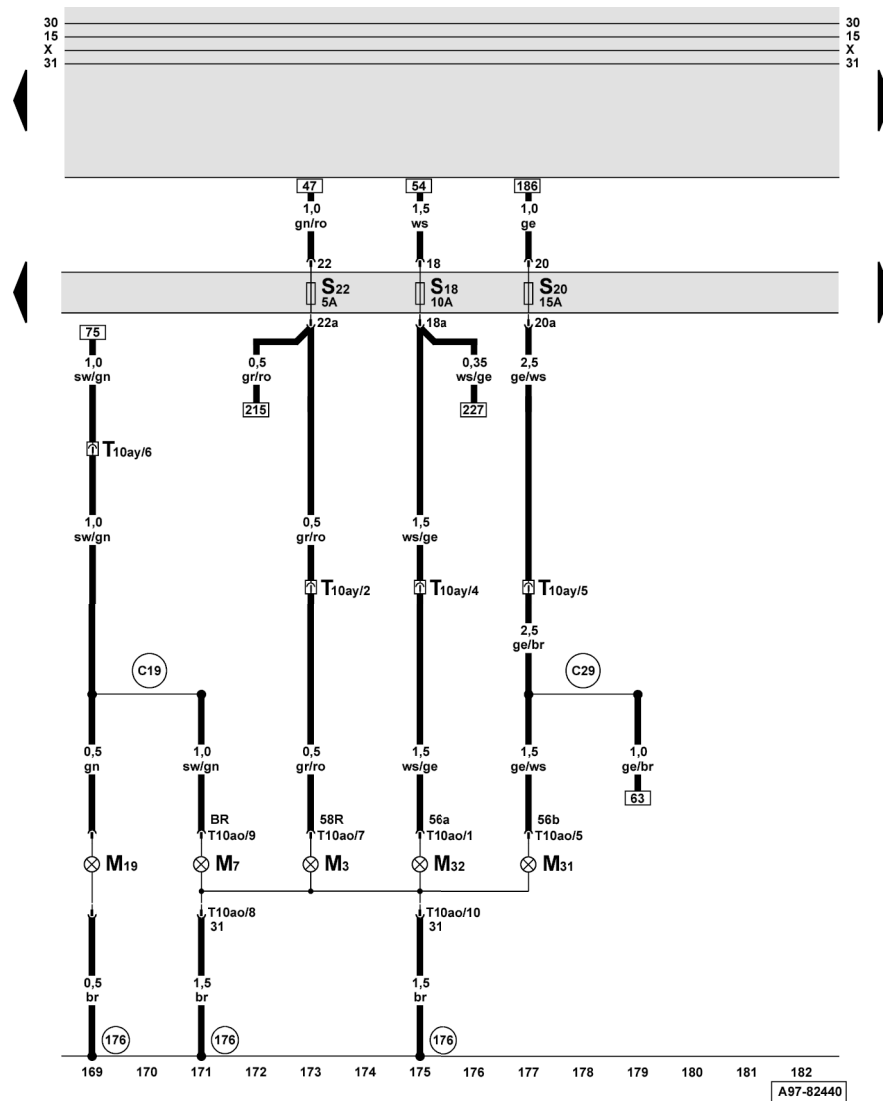 30 30
15 15
X X
31 31
47 54 186
1,0 1,5 1,0
gn/ro ws ge
22 18 20
S22 S18 S20
5A 10A 15A
22a 18a 20a
75
1,0 0,5 0,35 2,5
sw/gn gr/ro ws/ge ge/ws
215 227
T10ay/6
1,0 0,5 1,5
sw/gn gr/ro ws/ge
T10ay/2 T10ay/4 T10ay/5
2,5
ge/br
C19 C29
0,5 1,0 0,5 1,5 1,5 1,0
gn sw/gn gr/ro ws/ge ge/ws ge/br
63
BR 58R 56a 56b
T10ao/9 T10ao/7 T10ao/1 T10ao/5
M19 M7 M3 M32 M31
T10ao/8 T10ao/10
31 31
0,5 1,5 1,5
br br br
176 176 176
169 170 171 172 173 174 175 176 177 178 179 180 181 182
A97-82440